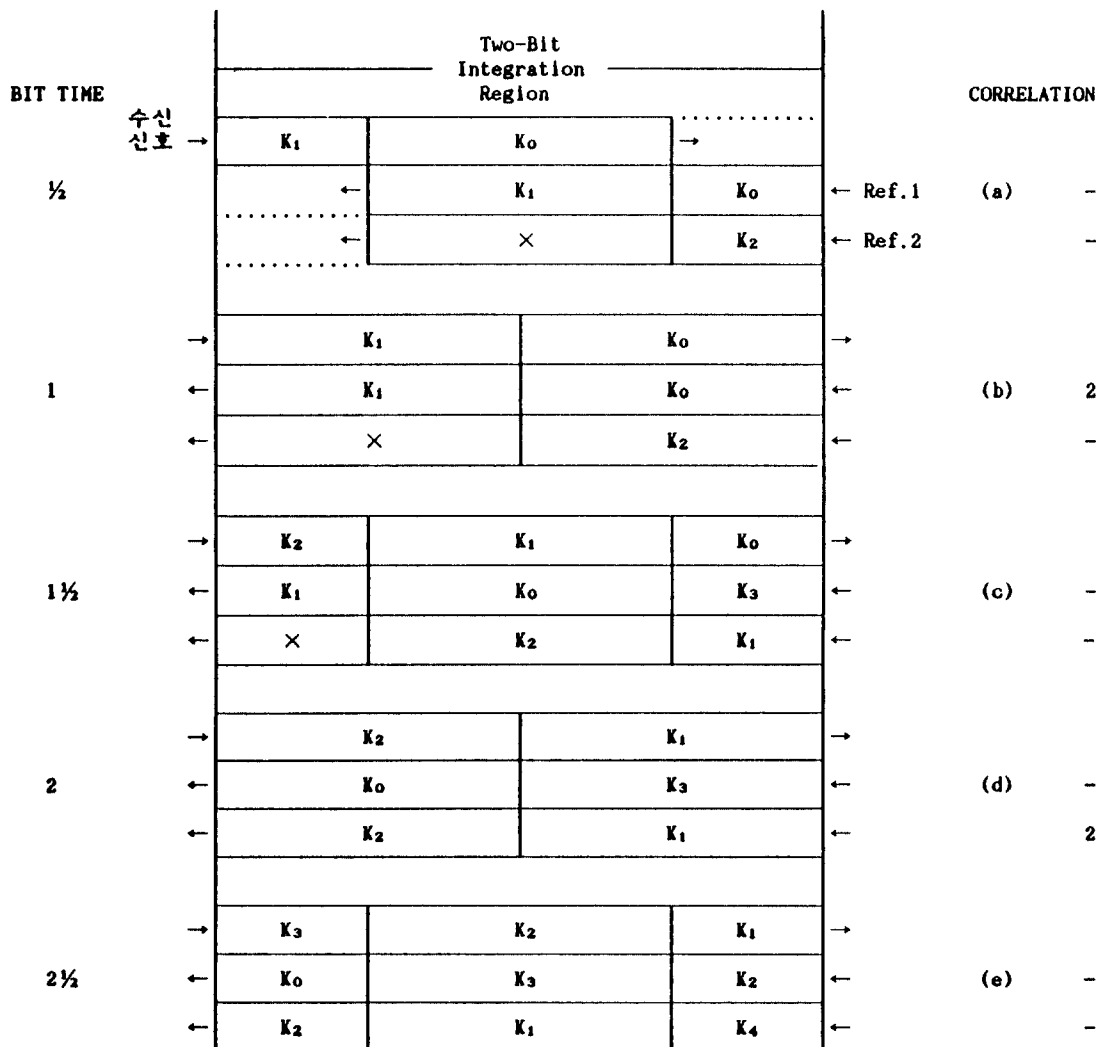 Two-Bit
Integration
Region
BIT TIME
CORRELATION
수신
신호 → K₁ K₀ →
½ ← K₁ K₀ ← Ref.1 (a) -
← × K₂ ← Ref.2 -
→ K₁ K₀ →
1 ← K₁ K₀ ← (b) 2
← × K₂ ← -
→ K₂ K₁ K₀ →
1½ ← K₁ K₀ K₃ ← (c) -
← × K₂ K₁ ← -
→ K₂ K₁ →
2 ← K₀ K₃ ← (d) -
← K₂ K₁ ← 2
→ K₃ K₂ K₁ →
2½ ← K₀ K₃ K₂ ← (e) -
← K₂ K₁ K₄ ← -